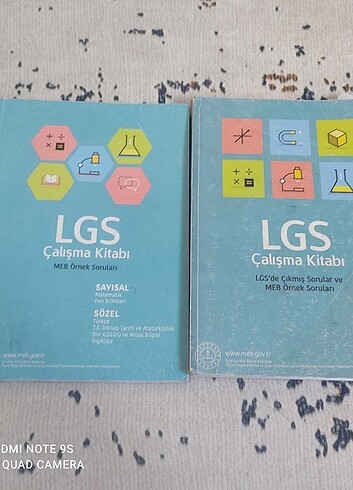 LGS
Çalışma Kitabı
MEB Örnek Soruları
SAYISAL
Matematik
Fen Bilimleri
SÖZEL
Türkçe
T.C. İnkılap Tarihi ve Atatürkçülük
Din Kültürü ve Ahlak Bilgisi
İngilizce
www.meb.gov.tr
LGS
Çalışma Kitabı
LGS'de Çıkmış Sorular ve
MEB Örnek Soruları
www.meb.gov.tr
DMI NOTE 9S
QUAD CAMERA